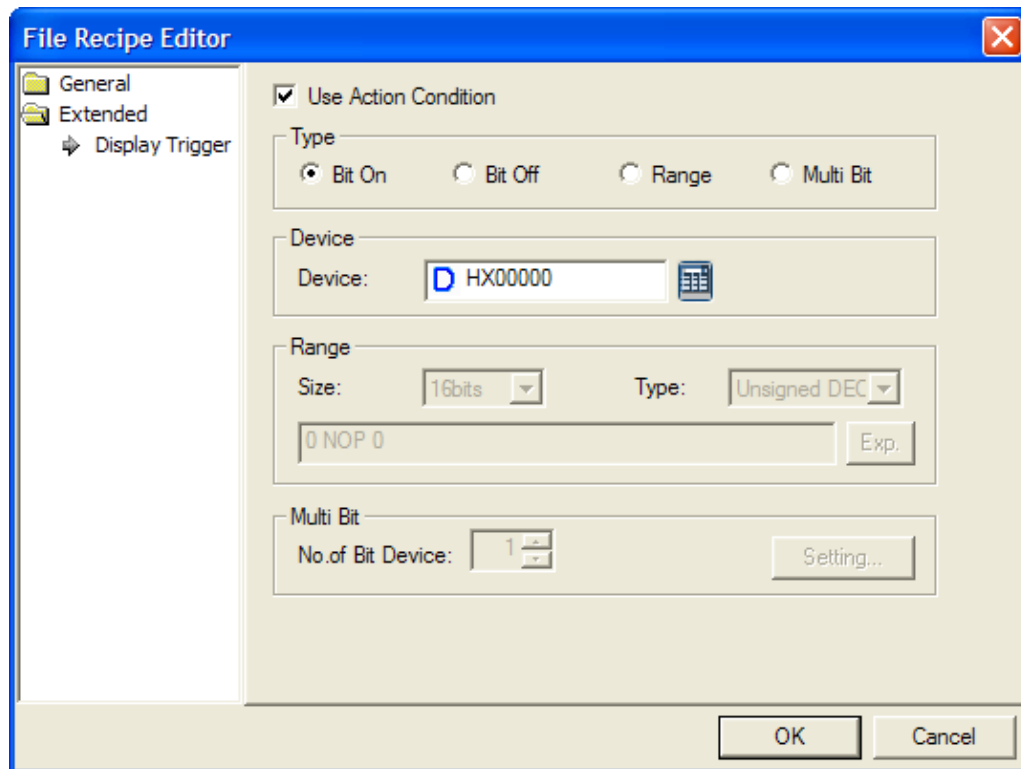 File Recipe Editor
General
Extended
Display Trigger
Use Action Condition
Type
Bit On Bit Off Range Multi Bit
Device
Device: D HX00000
Range
Size: 16bits Type: Unsigned DEC
0 NOP 0 Exp.
Multi Bit
No.of Bit Device: 1 Setting...
OK Cancel